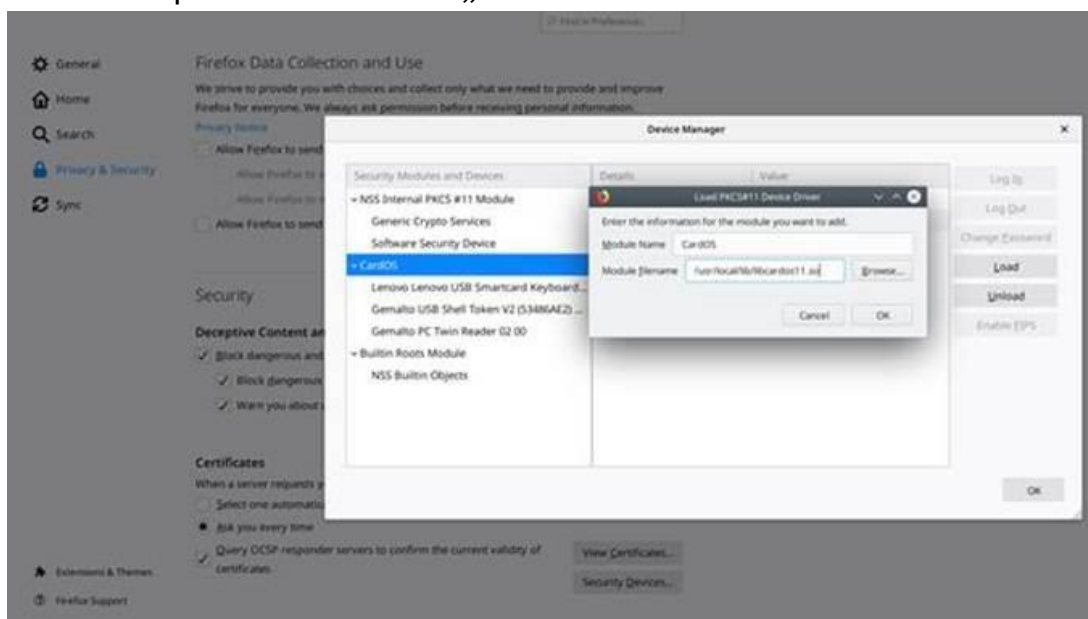 „
Find in Preferences
General
Home
Search
Privacy & Security
Sync
Extensions & Themes
Firefox Support
Firefox Data Collection and Use
We strive to provide you with choices and collect only what we need to provide and improve
Firefox for everyone. We always ask permission before receiving personal information.
Privacy Notice
Allow Firefox to send
Allow Firefox to
Allow Firefox to
Allow Firefox to send
Security
Deceptive Content an
Block dangerous and
Block dangerous
Warn you about
Certificates
When a server requests y
Select one automatic
Ask you every time
Query OCSP responder servers to confirm the current validity of
certificates
View Certificates...
Security Devices...
Device Manager
Security Modules and Devices
NSS Internal PKCS #11 Module
Generic Crypto Services
Software Security Device
CardOS
Lenovo Lenovo USB Smartcard Keyboard...
Gemalto USB Shell Token V2 (53486AE2) ...
Gemalto PC Twin Reader 02 00
Builtin Roots Module
NSS Builtin Objects
Details
Value
Load PKCS#11 Device Driver
Enter the information for the module you want to add.
Module Name CardOS
Module Filename /usr/local/lib/libcardos11.so Browse...
Cancel OK
Log In
Log Out
Change Password
Load
Unload
Enable FIPS
OK